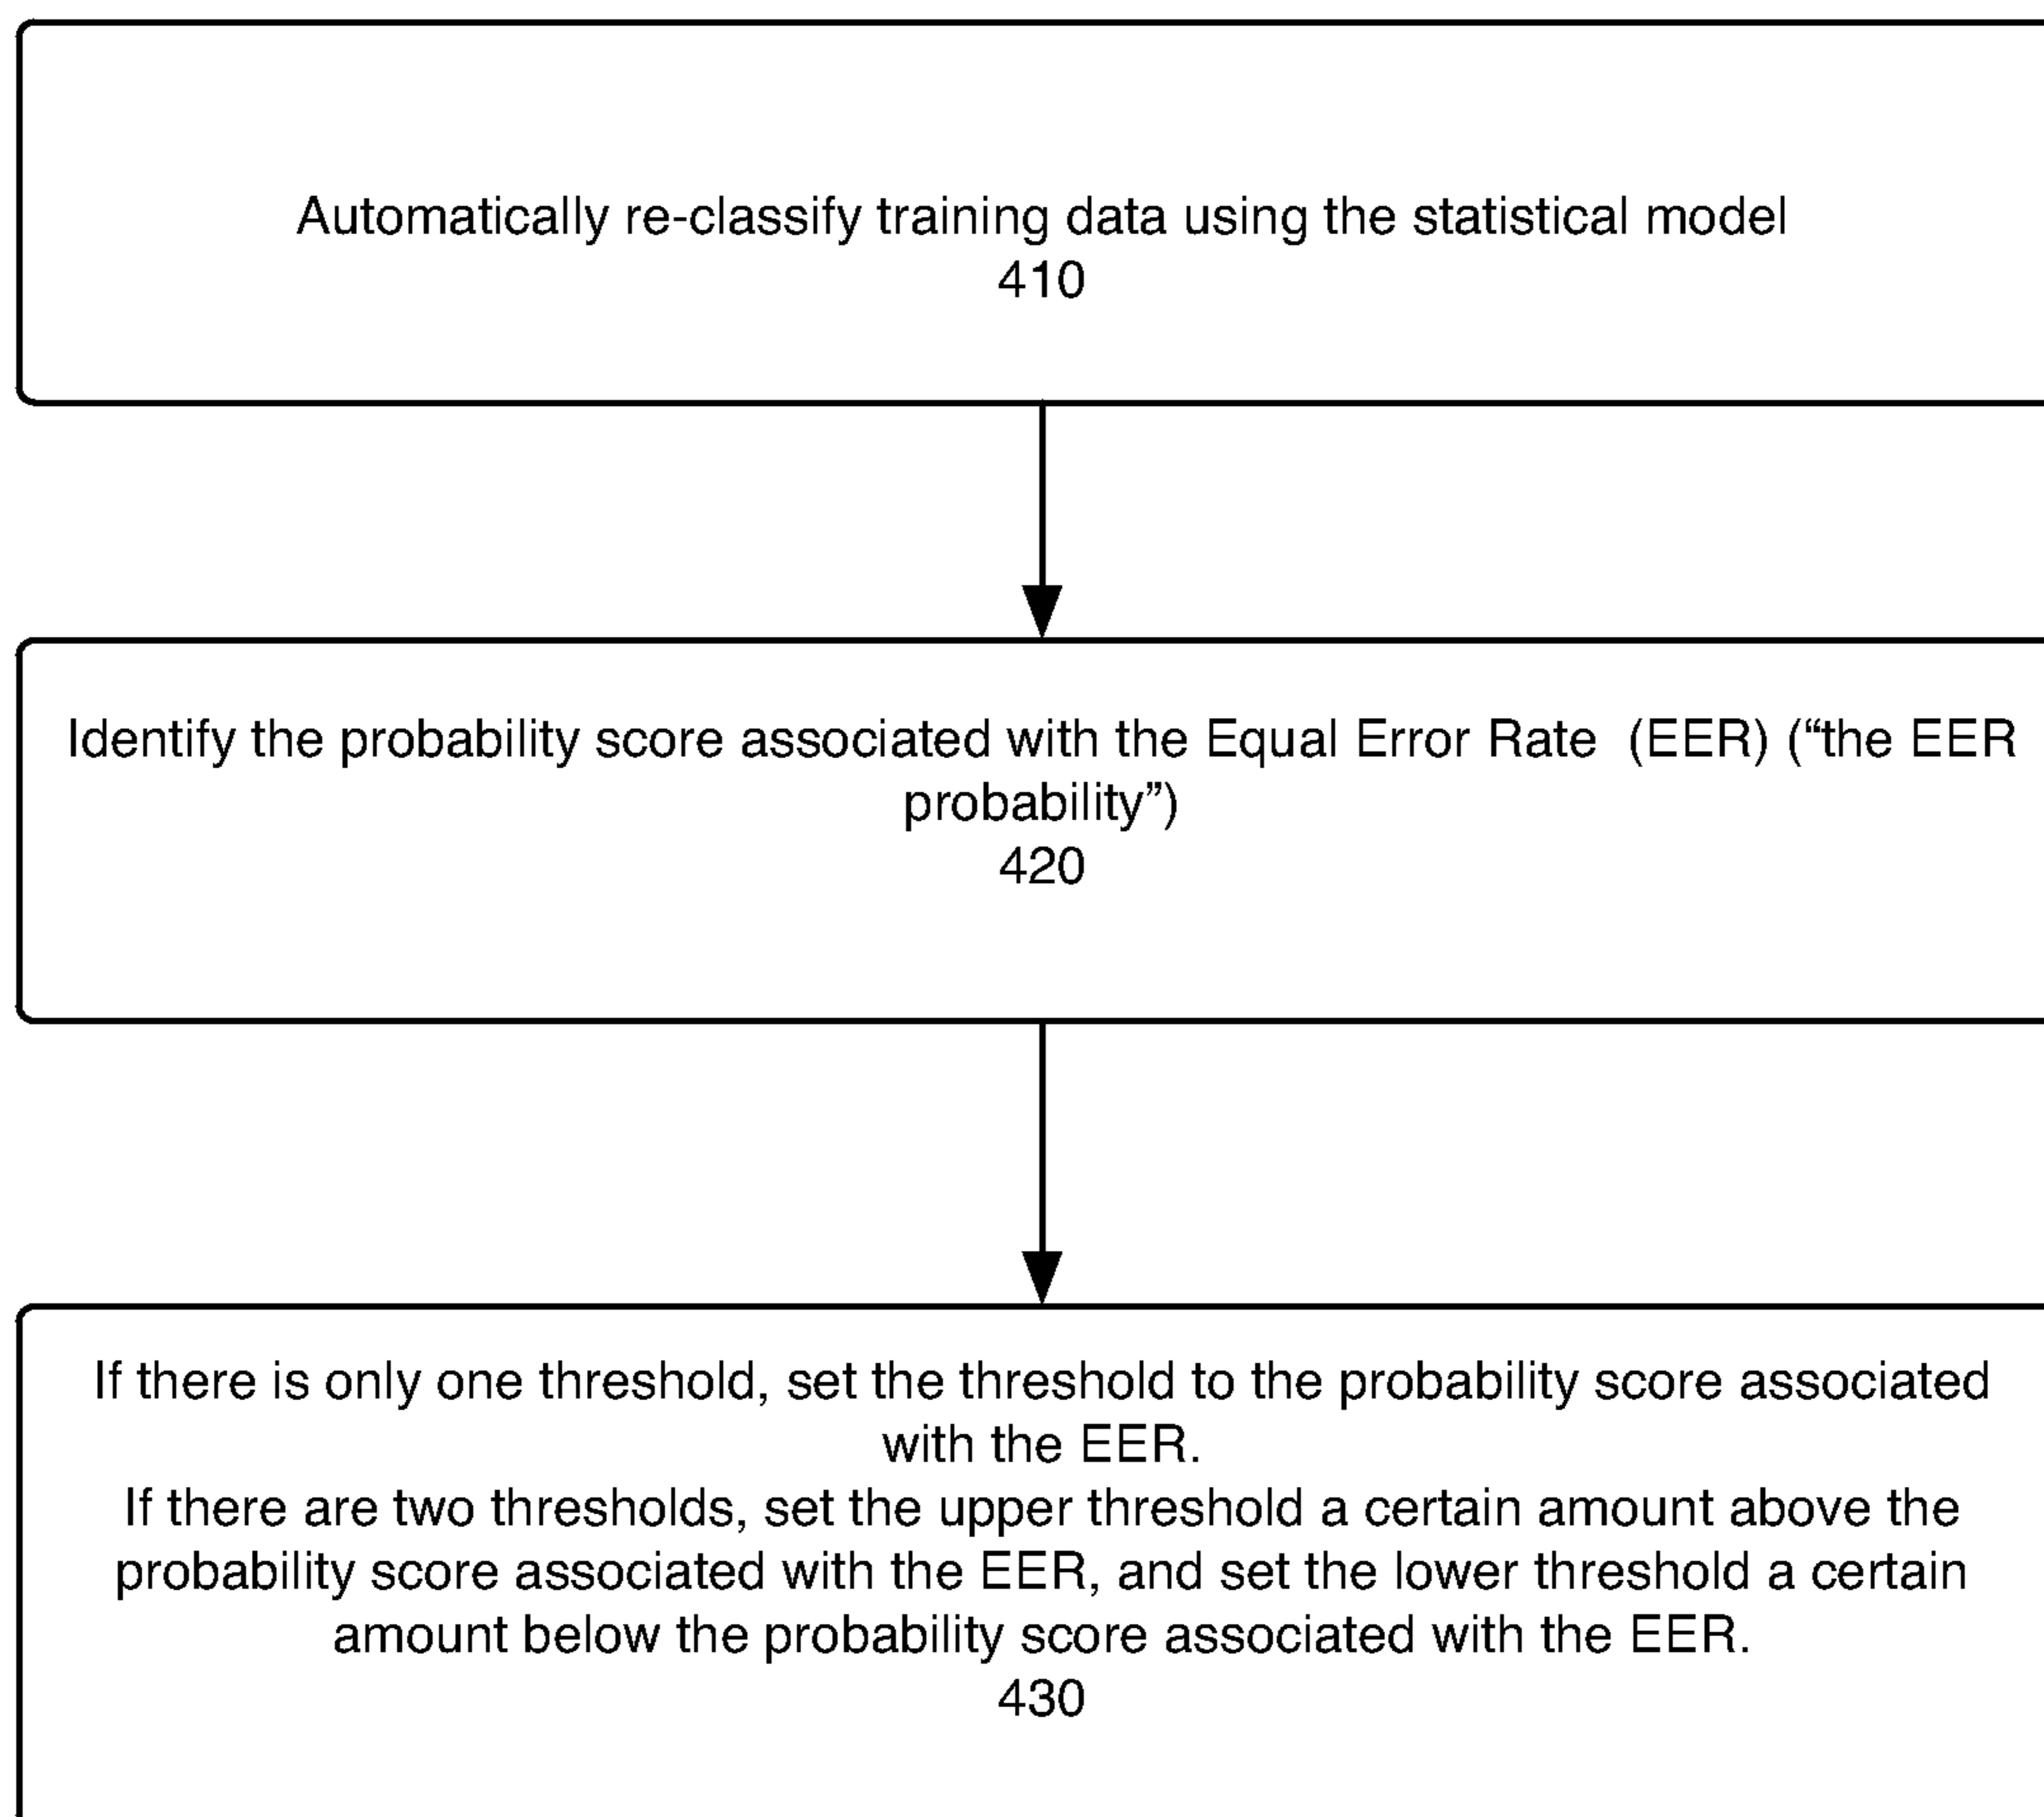 Automatically re-classify training data using the statistical model
410
Identify the probability score associated with the Equal Error Rate  (EER) (“the EER
probability”)
420
If there is only one threshold, set the threshold to the probability score associated
with the EER.
If there are two thresholds, set the upper threshold a certain amount above the
probability score associated with the EER, and set the lower threshold a certain
amount below the probability score associated with the EER.
430